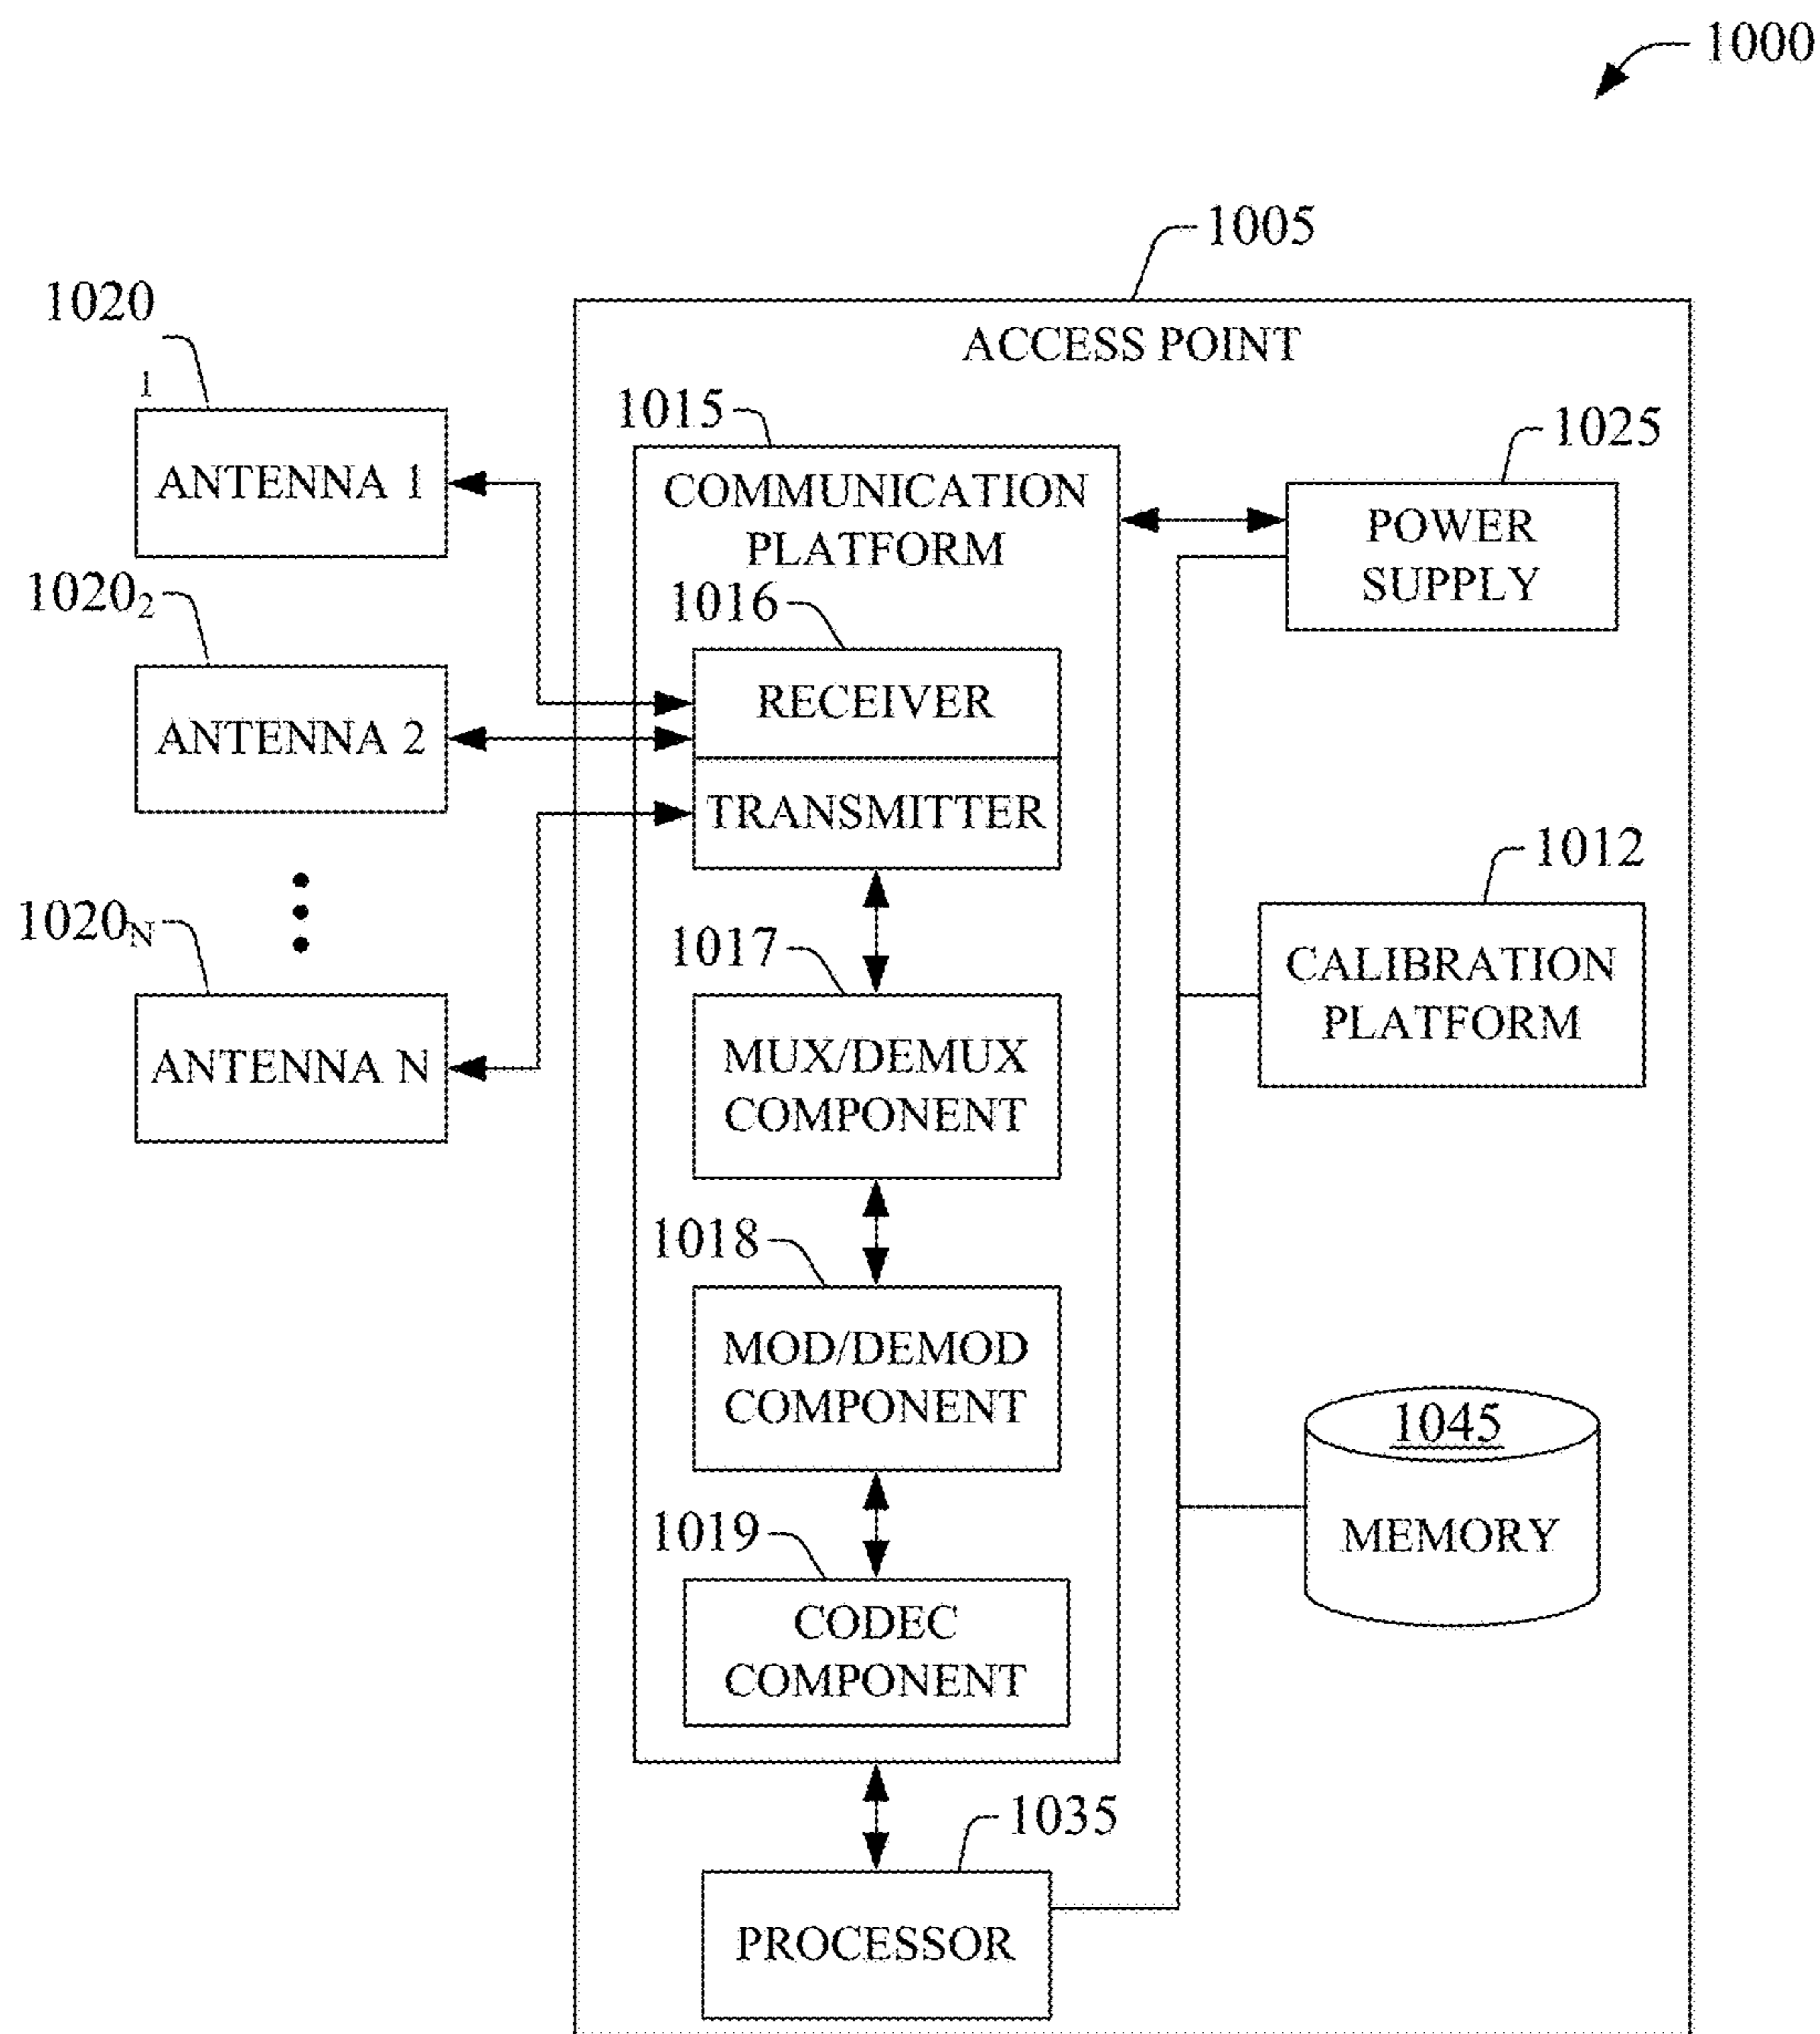 1000
1005
1020
1
ACCESS POINT
1015
1025
ANTENNA 1
COMMUNICATION
PLATFORM
POWER
SUPPLY
1020₂
1016
ANTENNA 2
RECEIVER
TRANSMITTER
1012
1020N
1017
CALIBRATION
PLATFORM
ANTENNA N
MUX/DEMUX
COMPONENT
1018
MOD/DEMOD
COMPONENT
1045
MEMORY
1019
CODEC
COMPONENT
1035
PROCESSOR